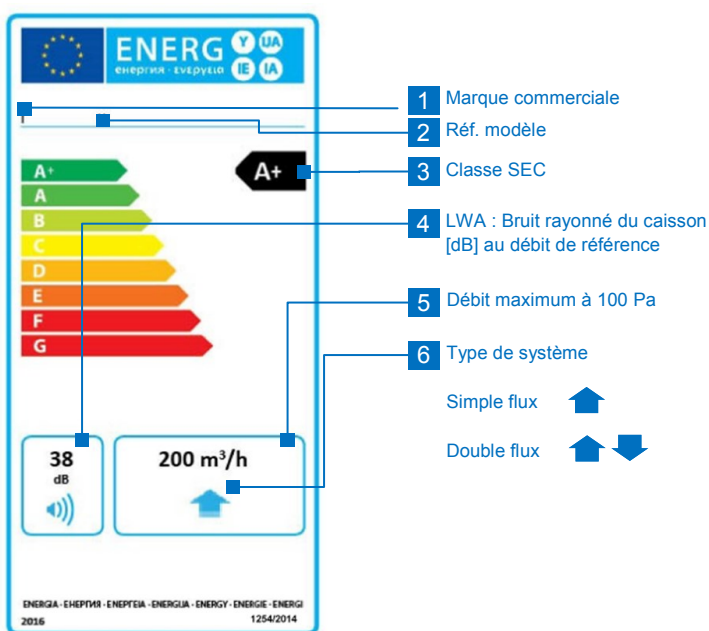 ENERG Y UA
енергия · ενεργεια IE IA
1 Marque commerciale
2 Réf. modèle
A+ A+ 3 Classe SEC
A
B 4 LWA : Bruit rayonné du caisson
[dB] au débit de référence
C
D
E 5 Débit maximum à 100 Pa
F
G 6 Type de système
Simple flux
Double flux
38 200 m³/h
dB
ENERGIA · ЕНЕРГИЯ · ΕΝΕΡΓΕΙΑ · ENERGIJA · ENERGY · ENERGIE · ENERGI
2016 1254/2014